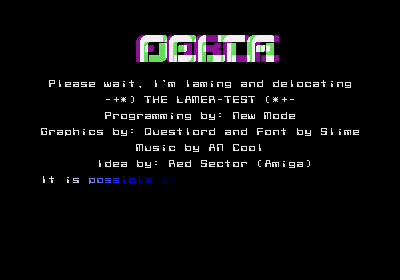 DELTA
Please wait, I'm laming and delocating
-+*) THE LAMER-TEST (*+-
Programming by: New Mode
Graphics by: Questlord and Font by Slime
Music by AN Cool
Idea by: Red Sector (Amiga)
It is possible